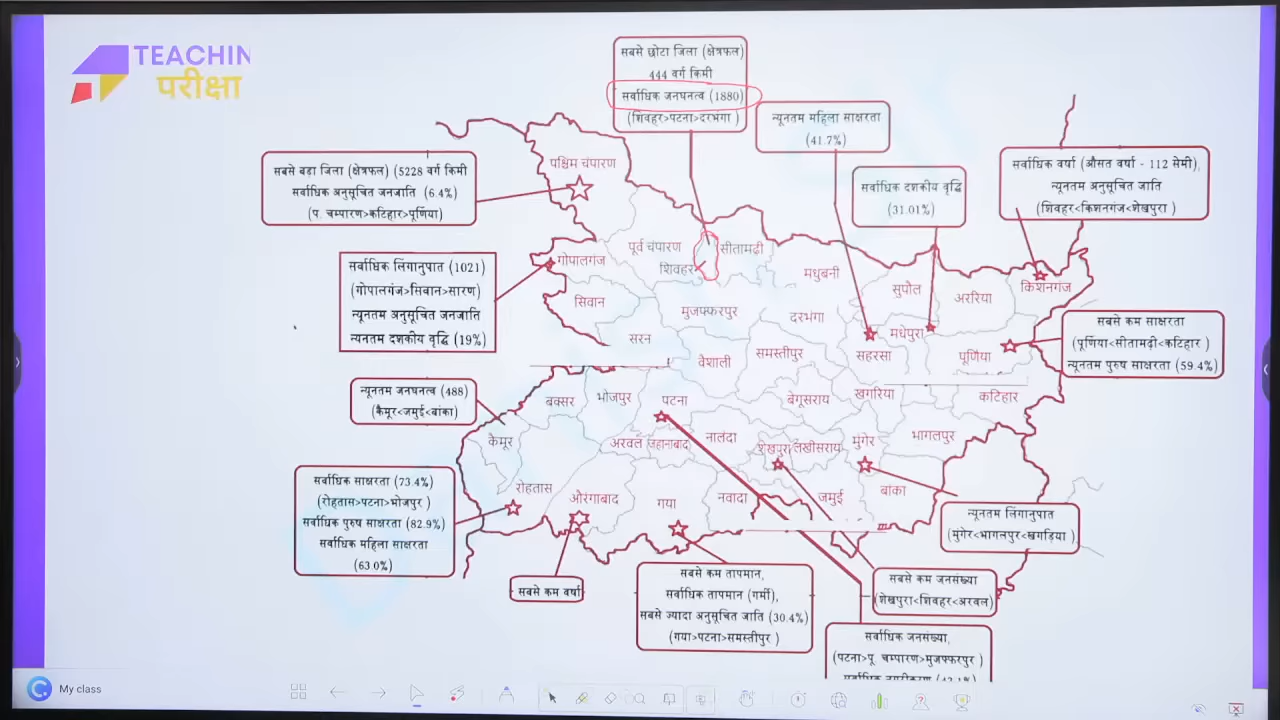 TEACHIN
परीक्षा
सबसे छोटा जिला (क्षेत्रफल)
444 वर्ग किमी
सर्वाधिक जनघनत्व (1880)
(शिवहर>पटना>दरभंगा )
न्यूनतम महिला साक्षरता
(41.7%)
सर्वाधिक दशकीय वृद्धि
(31.01%)
सर्वाधिक वर्षा (औसत वर्षा - 112 सेमी),
न्यूनतम अनुसूचित जाति
(शिवहर<किशनगंज<शेखपुरा )
सबसे बडा जिला (क्षेत्रफल) (5228 वर्ग किमी
सर्वाधिक अनुसूचित जनजाति (6.4%)
(प. चम्पारण>कटिहार>पूर्णिया)
पश्चिम चंपारण
सर्वाधिक लिंगानुपात (1021)
(गोपालगंज>सिवान>सारण)
न्यूनतम अनुसूचित जनजाति
न्यूनतम दशकीय वृद्धि (19%)
गोपालगंज
पूर्व चंपारण
शिवहर
सीतामढ़ी
मधुबनी
सुपौल
अररिया
किशनगंज
सिवान
सरन
मुजफ्फरपुर
दरभंगा
वैशाली
समस्तीपुर
सहरसा
मधेपुरा
पूर्णिया
सबसे कम साक्षरता
(पूर्णिया<सीतामढ़ी<कटिहार )
न्यूनतम पुरुष साक्षरता (59.4%)
न्यूनतम जनघनत्व (488)
(कैमूर<जमुई<बांका)
बक्सर
भोजपुर
पटना
बेगूसराय
खगरिया
कटिहार
कैमूर
अरवल
जहानाबाद
नालंदा
शेखपुरा
लखीसराय
मुंगेर
भागलपुर
रोहतास
औरंगाबाद
गया
नवादा
जमुई
बांका
सर्वाधिक साक्षरता (73.4%)
(रोहतास>पटना>भोजपुर )
सर्वाधिक पुरुष साक्षरता (82.9%)
सर्वाधिक महिला साक्षरता
(63.0%)
सबसे कम वर्षा
सबसे कम तापमान,
सर्वाधिक तापमान (गर्मी),
सबसे ज्यादा अनुसूचित जाति (30.4%)
(गया>पटना>समस्तीपुर )
न्यूनतम लिंगानुपात
(मुंगेर<भागलपुर<खगड़िया )
सबसे कम जनसंख्या
(शेखपुरा<शिवहर<अरवल)
सर्वाधिक जनसंख्या,
(पटना>पू. चम्पारण>मुजफ्फरपुर )
My class